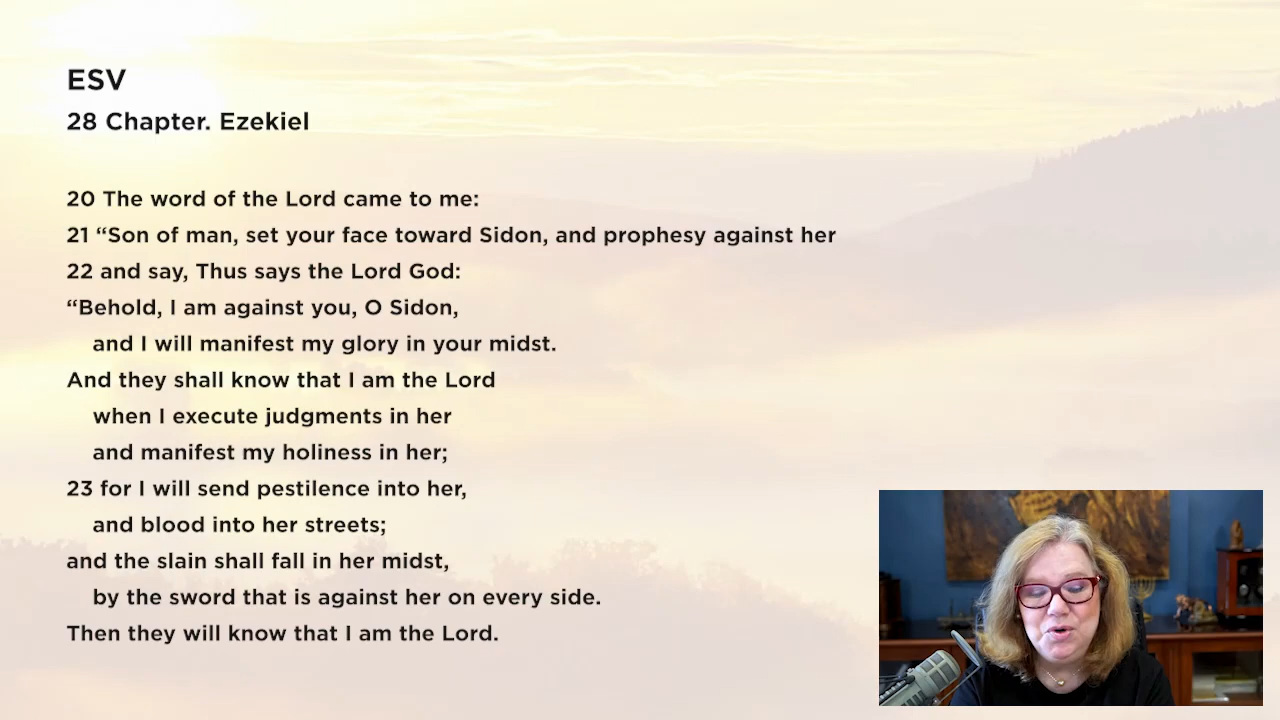 ESV
28 Chapter. Ezekiel
20 The word of the Lord came to me:
21 “Son of man, set your face toward Sidon, and prophesy against her
22 and say, Thus says the Lord God:
“Behold, I am against you, O Sidon,
and I will manifest my glory in your midst.
And they shall know that I am the Lord
when I execute judgments in her
and manifest my holiness in her;
23 for I will send pestilence into her,
and blood into her streets;
and the slain shall fall in her midst,
by the sword that is against her on every side.
Then they will know that I am the Lord.